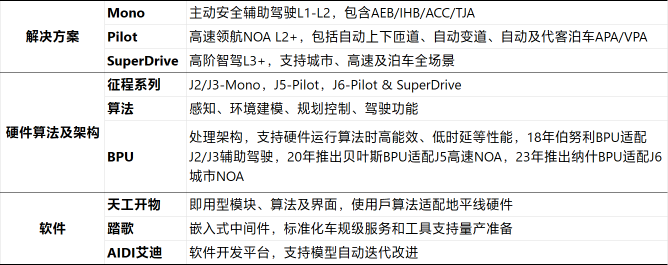 解决方案
Mono 主动安全辅助驾驶L1-L2，包含AEB/IHB/ACC/TJA
Pilot 高速领航NOA L2+，包括自动上下匝道、自动变道、自动及代客泊车APA/VPA
SuperDrive 高阶智驾L3+，支持城市、高速及泊车全场景
硬件算法及架构
征程系列 J2/J3-Mono，J5-Pilot，J6-Pilot & SuperDrive
算法 感知、环境建模、规划控制、驾驶功能
BPU 处理架构，支持硬件运行算法时高能效、低时延等性能，18年伯努利BPU适配
J2/J3辅助驾驶，20年推出贝叶斯BPU适配J5高速NOA，23年推出纳什BPU适配J6
城市NOA
软件
天工开物 即用型模块、算法及界面，使用戶算法适配地平线硬件
踏歌 嵌入式中间件，标准化车规级服务和工具支持量产准备
AIDI艾迪 软件开发平台，支持模型自动迭代改进